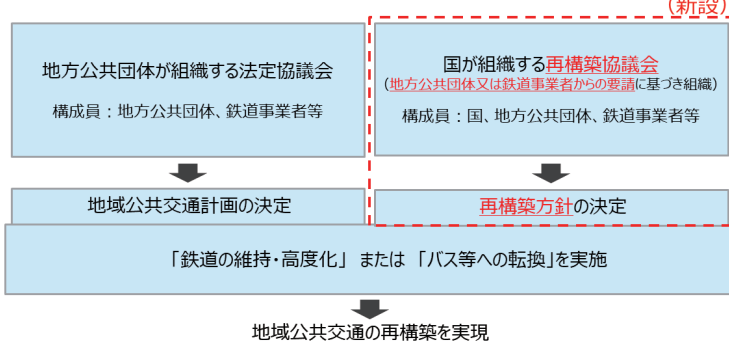 (新設)
地方公共団体が組織する法定協議会
構成員：地方公共団体、鉄道事業者等
国が組織する再構築協議会
(地方公共団体又は鉄道事業者からの要請に基づき組織)
構成員：国、地方公共団体、鉄道事業者等
地域公共交通計画の決定
再構築方針の決定
「鉄道の維持・高度化」または「バス等への転換」を実施
地域公共交通の再構築を実現